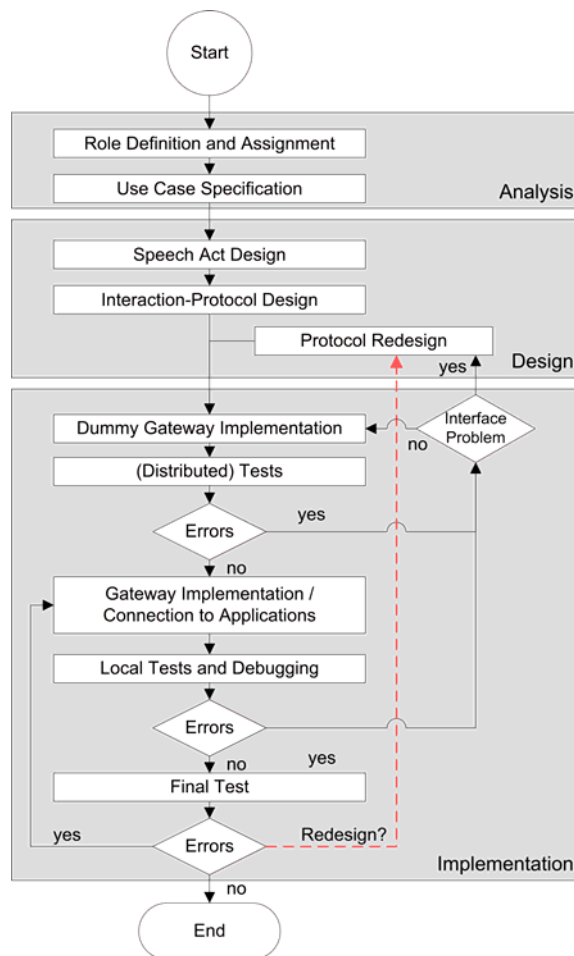 Start
Role Definition and Assignment
Use Case Specification
Analysis
Speech Act Design
Interaction-Protocol Design
Protocol Redesign
Design
yes
Interface
Problem
Dummy Gateway Implementation
no
(Distributed) Tests
Errors
yes
no
Gateway Implementation /
Connection to Applications
Local Tests and Debugging
Errors
no
yes
Final Test
yes
Errors
Redesign?
Implementation
no
End